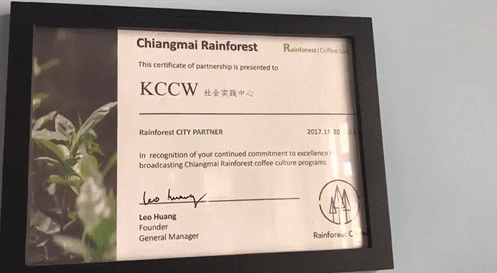 Chiangmai Rainforest
Rainforest|Coffee
This certificate of partnership is presented to
KCCW 社会实践中心
Rainforest CITY PARTNER
2017.11.20
In recognition of your continued commitment to excellence
broadcasting Chiangmai Rainforest coffee culture programs
Leo Huang
Leo Huang
Founder
General Manager
Rainforest